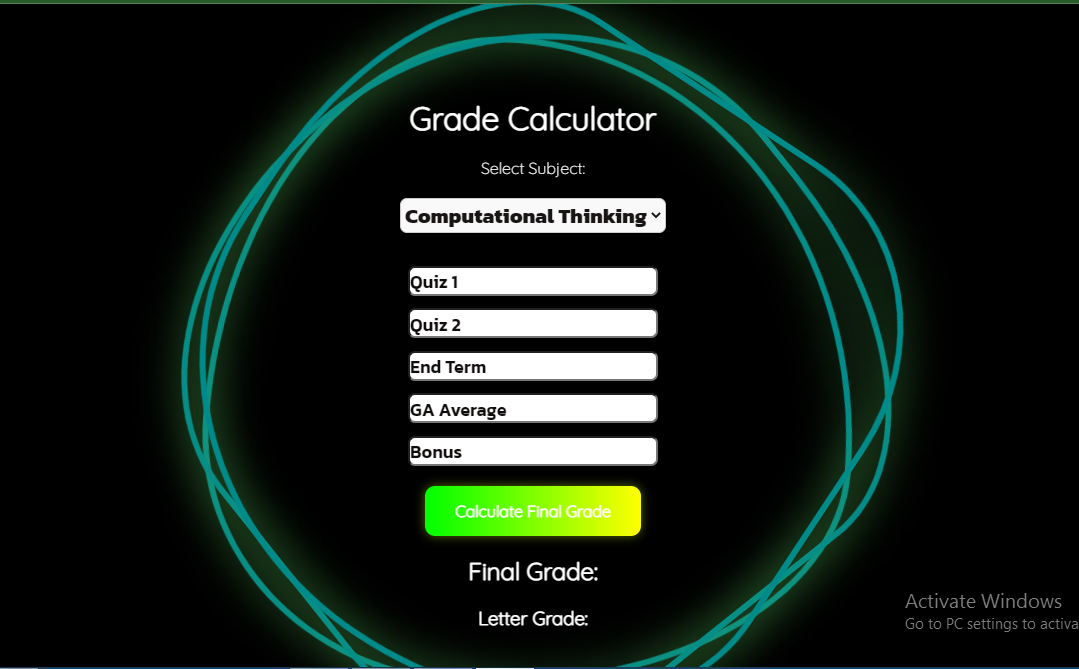 Grade Calculator
Select Subject:
Computational Thinking
Quiz 1
Quiz 2
End Term
GA Average
Bonus
Calculate Final Grade
Final Grade:
Letter Grade:
Activate Windows
Go to PC settings to activa